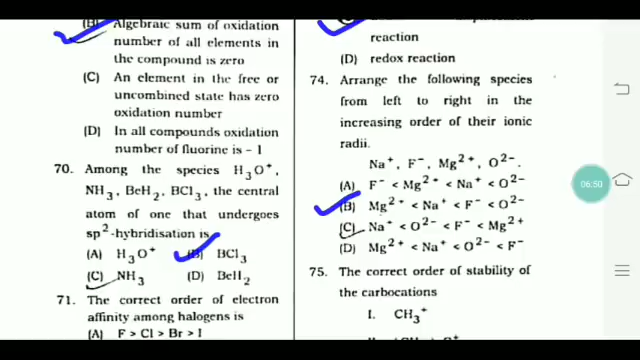 (B) Algebraic sum of oxidation
number of all elements in
the compound is zero
(C) An element in the free or
uncombined state has zero
oxidation number
(D) In all compounds oxidation
number of fluorine is - 1
70. Among the species H₃O⁺,
NH₃, BeH₂, BCl₃, the central
atom of one that undergoes
sp²-hybridisation is
(A) H₃O⁺ (B) BCl₃
(C) NH₃ (D) BeH₂
71. The correct order of electron
affinity among halogens is
(A) F > Cl > Br > I
reaction
(D) redox reaction
74. Arrange the following species
from left to right in the
increasing order of their ionic
radii.
Na⁺, F⁻, Mg²⁺, O²⁻.
(A) F⁻ < Mg²⁺ < Na⁺ < O²⁻
(B) Mg²⁺ < Na⁺ < F⁻ < O²⁻
(C) Na⁺ < O²⁻ < F⁻ < Mg²⁺
(D) Mg²⁺ < Na⁺ < O²⁻ < F⁻
75. The correct order of stability of
the carbocations
I. CH₃⁺
06:50